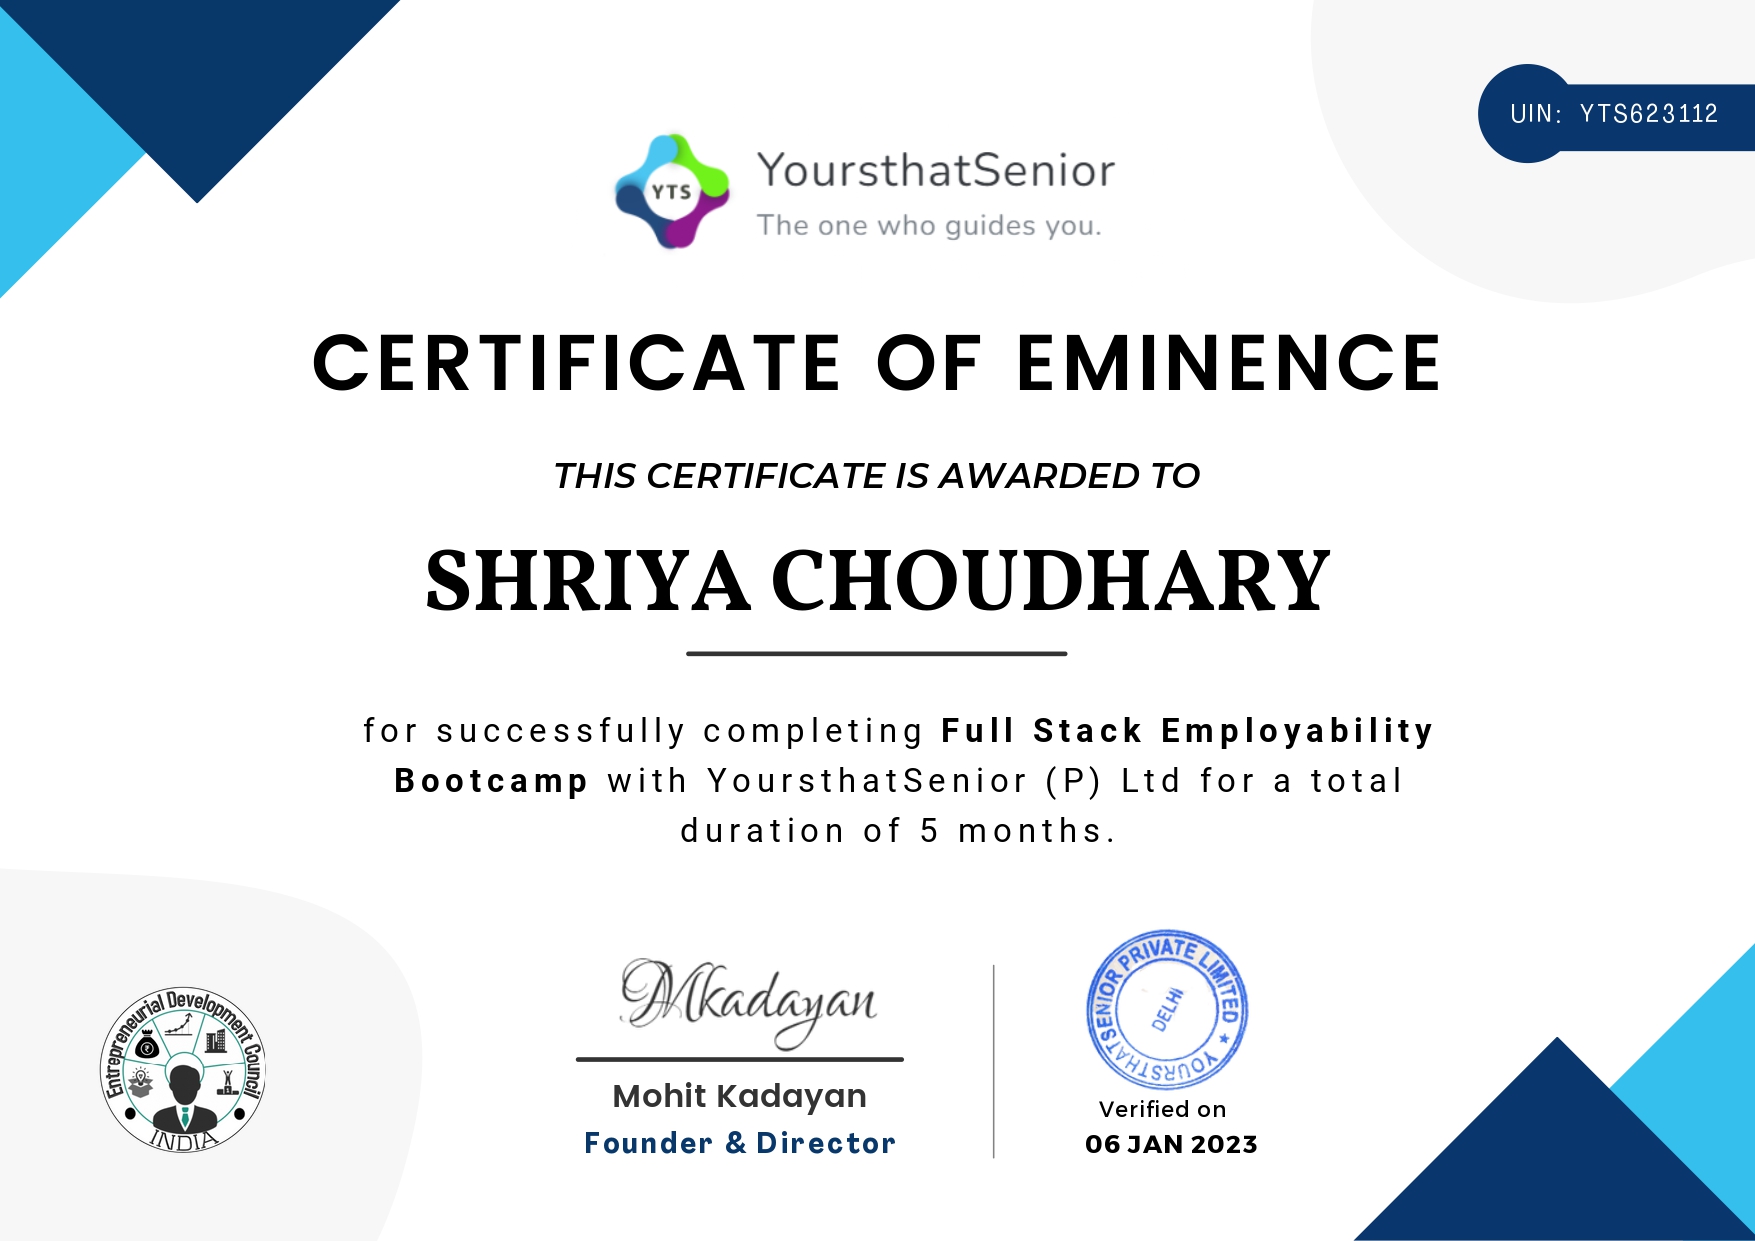 UIN: YTS623112
YTS
YoursthatSenior
The one who guides you.
CERTIFICATE OF EMINENCE
THIS CERTIFICATE IS AWARDED TO
SHRIYA CHOUDHARY
for successfully completing Full Stack Employability
Bootcamp with YoursthatSenior (P) Ltd for a total
duration of 5 months.
Entrepreneurial Development Council
INDIA
Mkadayan
Mohit Kadayan
Founder & Director
YOURSTHATSENIOR PRIVATE LIMITED ★
DELHI
Verified on
06 JAN 2023